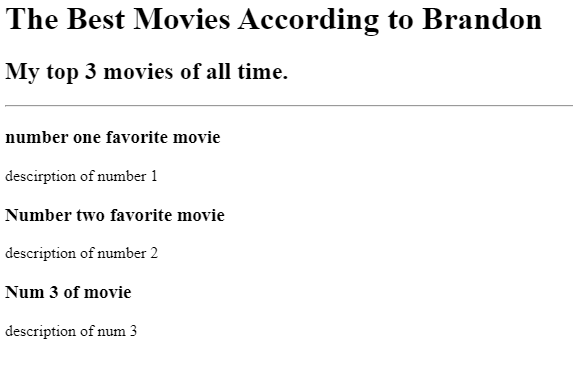 The Best Movies According to Brandon
My top 3 movies of all time.
number one favorite movie
descirption of number 1
Number two favorite movie
description of number 2
Num 3 of movie
description of num 3